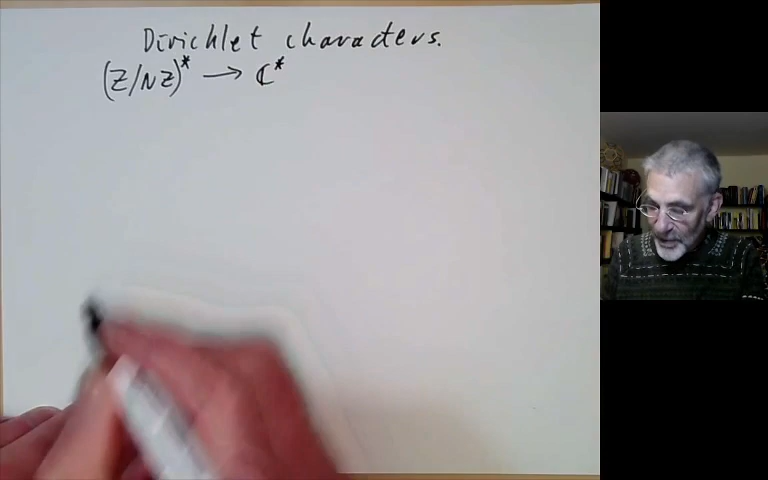 Dirichlet characters.
(Z/NZ)* → ℂ*